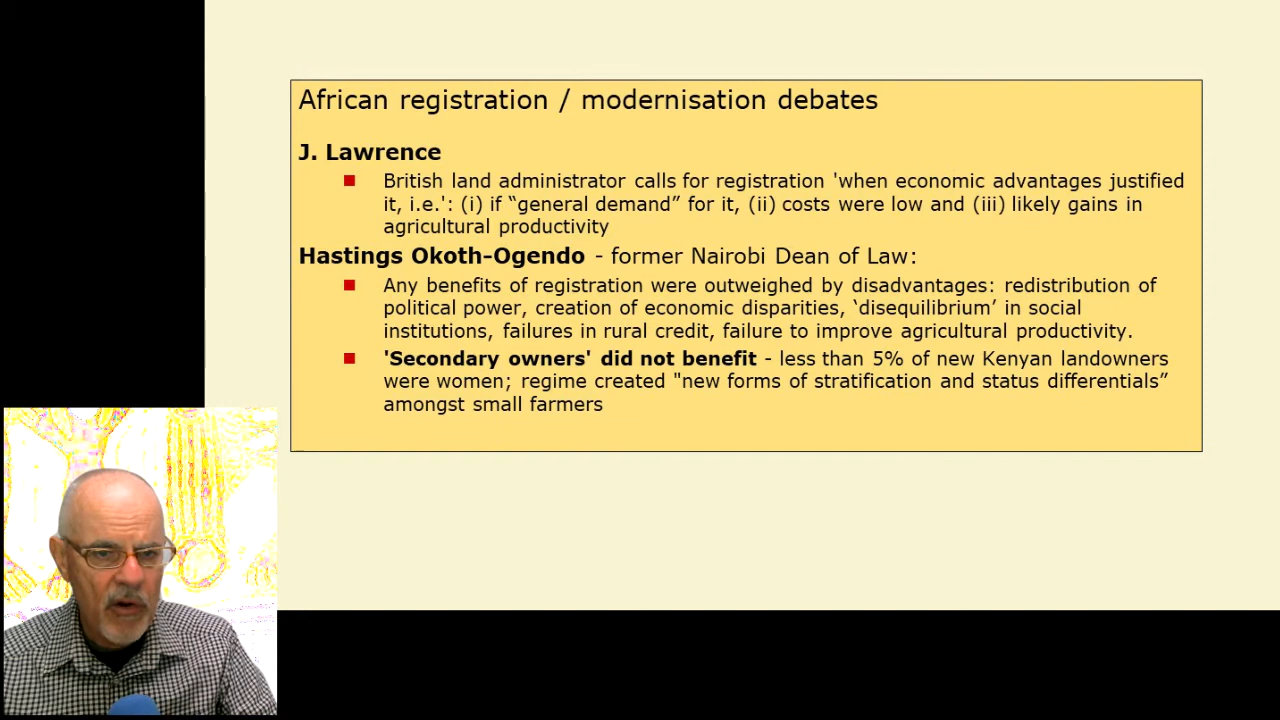 African registration / modernisation debates
J. Lawrence
British land administrator calls for registration 'when economic advantages justified
it, i.e.': (i) if “general demand” for it, (ii) costs were low and (iii) likely gains in
agricultural productivity
Hastings Okoth-Ogendo - former Nairobi Dean of Law:
Any benefits of registration were outweighed by disadvantages: redistribution of
political power, creation of economic disparities, ‘disequilibrium’ in social
institutions, failures in rural credit, failure to improve agricultural productivity.
'Secondary owners' did not benefit - less than 5% of new Kenyan landowners
were women; regime created "new forms of stratification and status differentials”
amongst small farmers